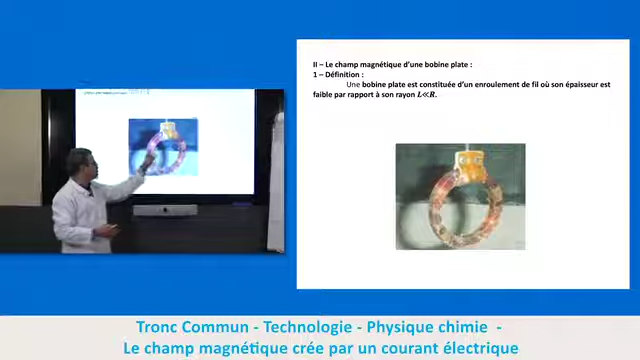 II – Le champ magnétique d'une bobine plate :
1 – Définition :
Une bobine plate est constituée d'un enroulement de fil où son épaisseur est
faible par rapport à son rayon L≪R.
Tronc Commun - Technologie - Physique chimie -
Le champ magnétique crée par un courant électrique